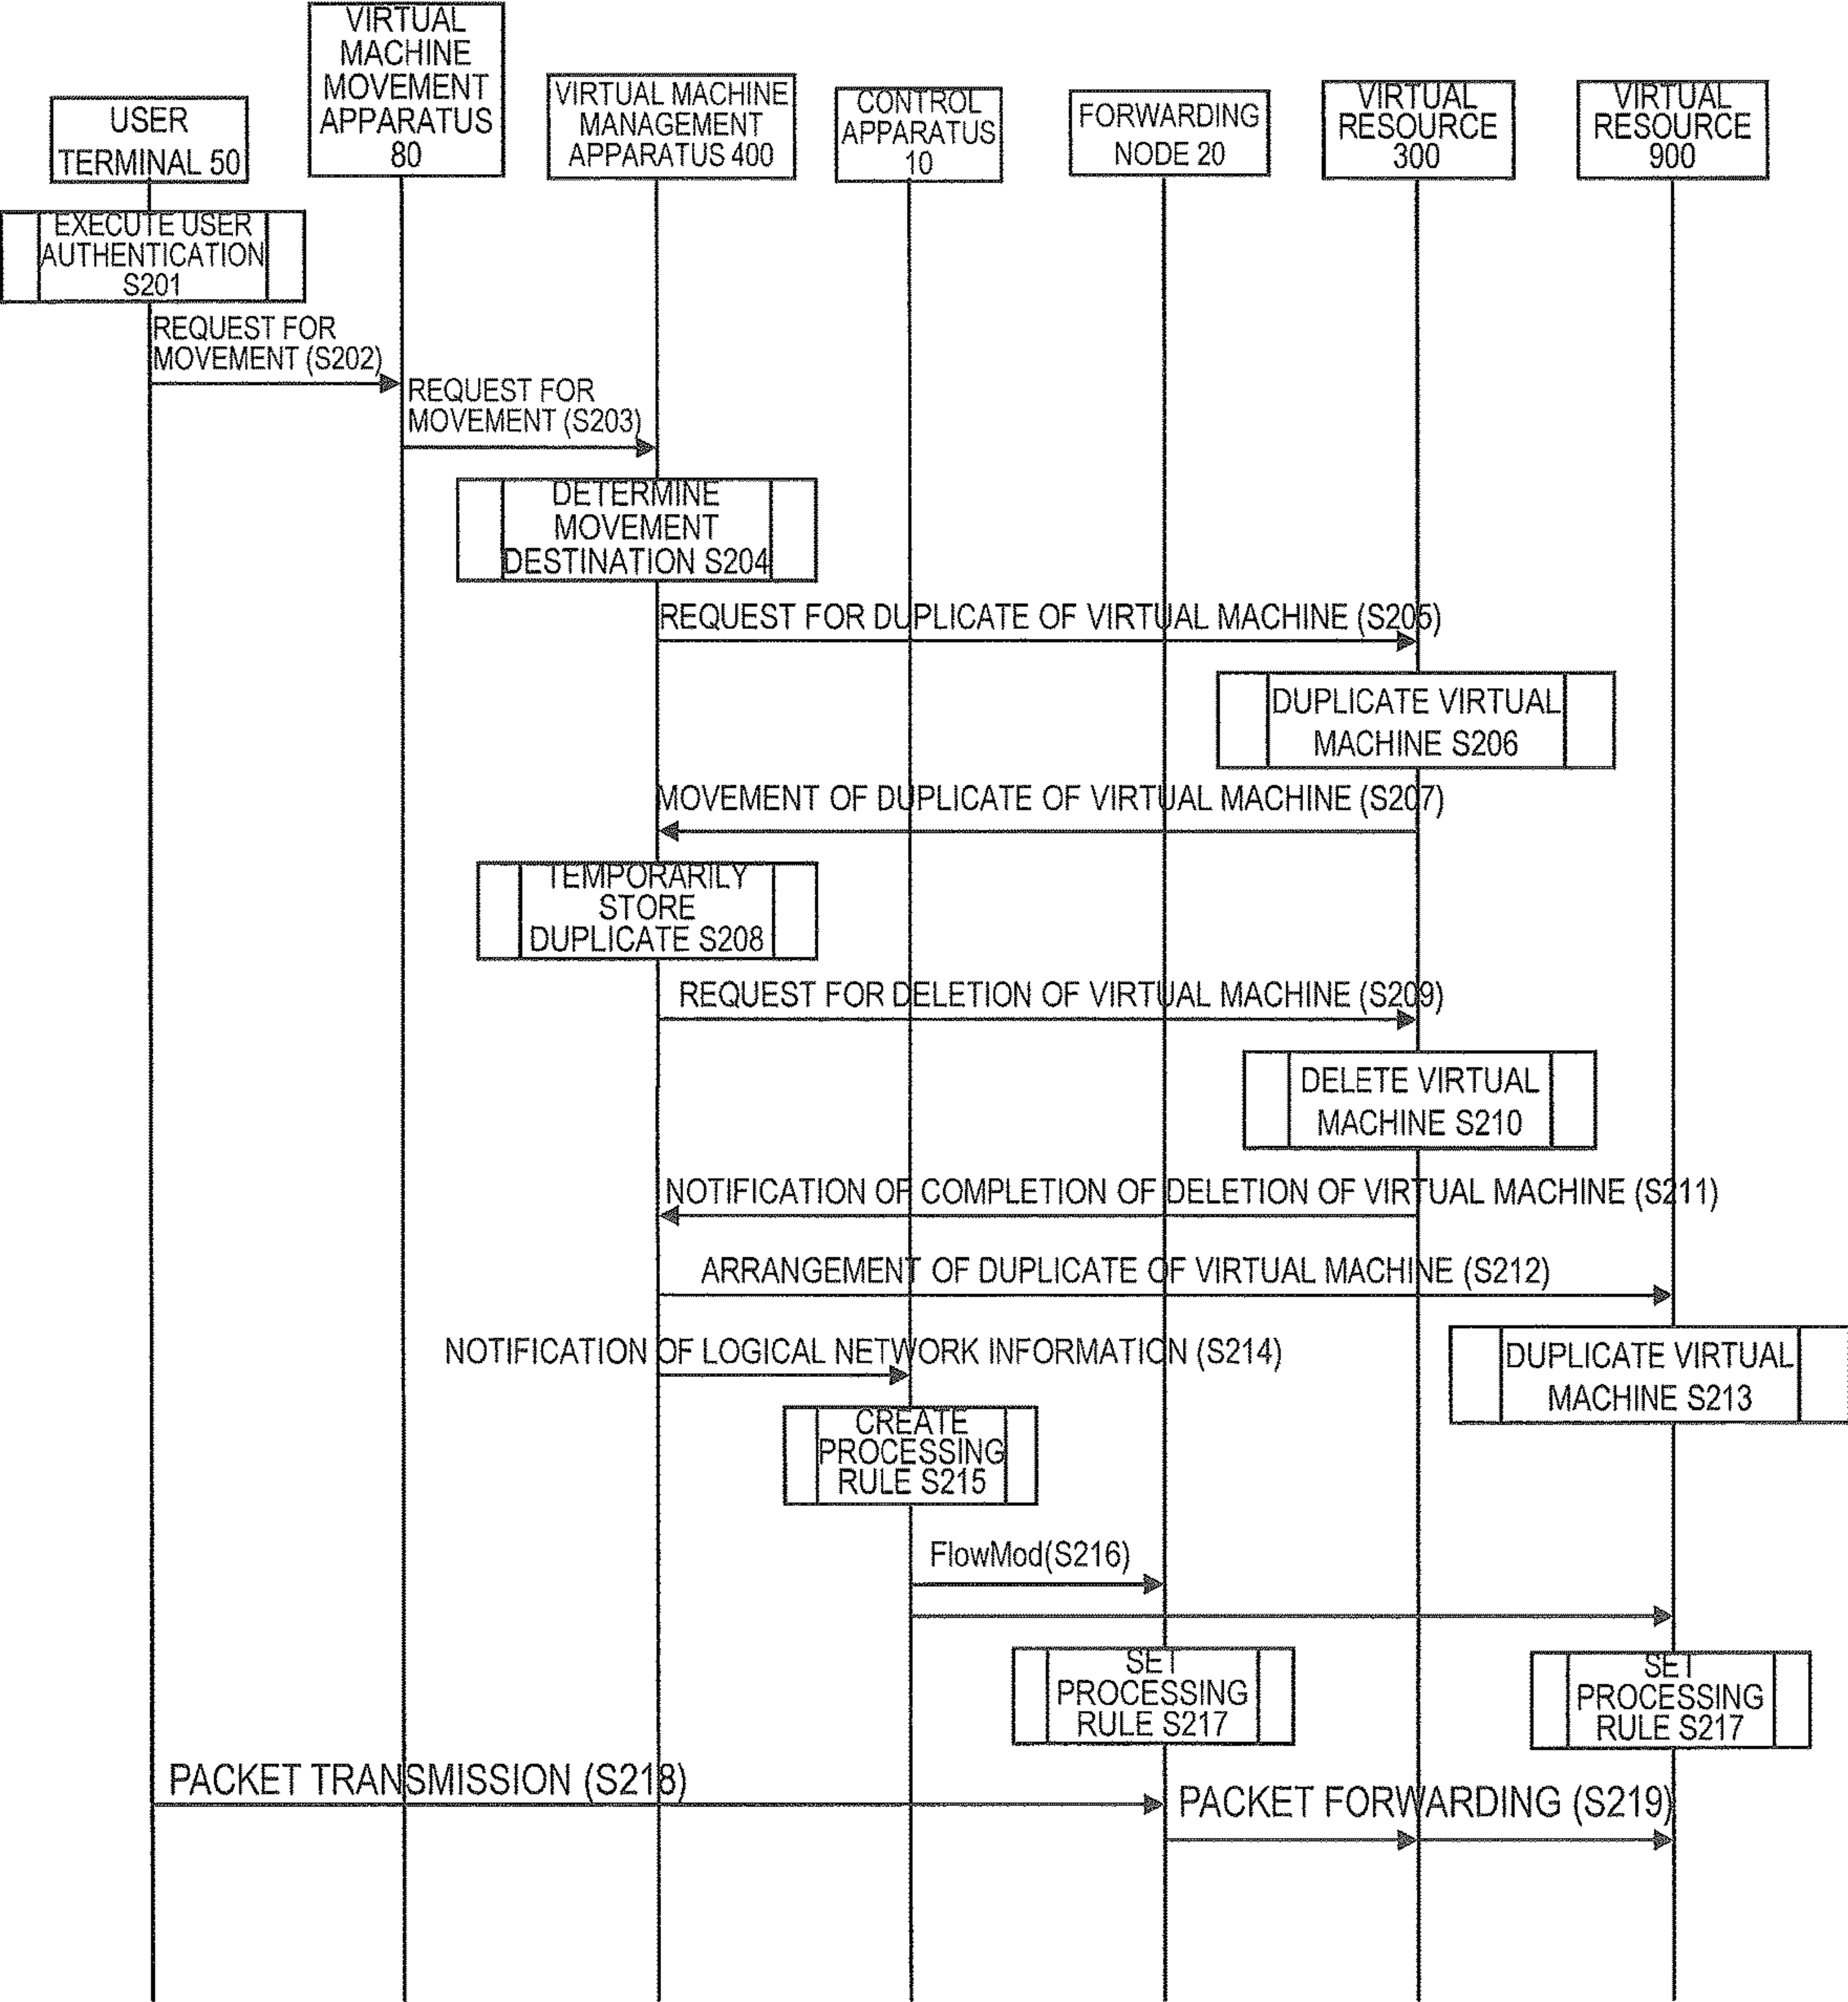 VIRTUAL
MACHINE
MOVEMENT
APPARATUS
80
USER
TERMINAL 50
VIRTUAL MACHINE
MANAGEMENT
APPARATUS 400
CONTROL
APPARATUS
10
FORWARDING
NODE 20
VIRTUAL
RESOURCE
300
VIRTUAL
RESOURCE
900
EXECUTE USER
AUTHENTICATION
S201
REQUEST FOR
MOVEMENT (S202)
REQUEST FOR
MOVEMENT (S203)
DETERMINE
MOVEMENT
DESTINATION S204
REQUEST FOR DUPLICATE OF VIRTUAL MACHINE (S205)
DUPLICATE VIRTUAL
MACHINE S206
MOVEMENT OF DUPLICATE OF VIRTUAL MACHINE (S207)
TEMPORARILY
STORE
DUPLICATE S208
REQUEST FOR DELETION OF VIRTUAL MACHINE (S209)
DELETE VIRTUAL
MACHINE S210
NOTIFICATION OF COMPLETION OF DELETION OF VIRTUAL MACHINE (S211)
ARRANGEMENT OF DUPLICATE OF VIRTUAL MACHINE (S212)
NOTIFICATION OF LOGICAL NETWORK INFORMATION (S214)
DUPLICATE VIRTUAL
MACHINE S213
CREATE
PROCESSING
RULE S215
FlowMod(S216)
SET
PROCESSING
RULE S217
SET
PROCESSING
RULE S217
PACKET TRANSMISSION (S218)
PACKET FORWARDING (S219)